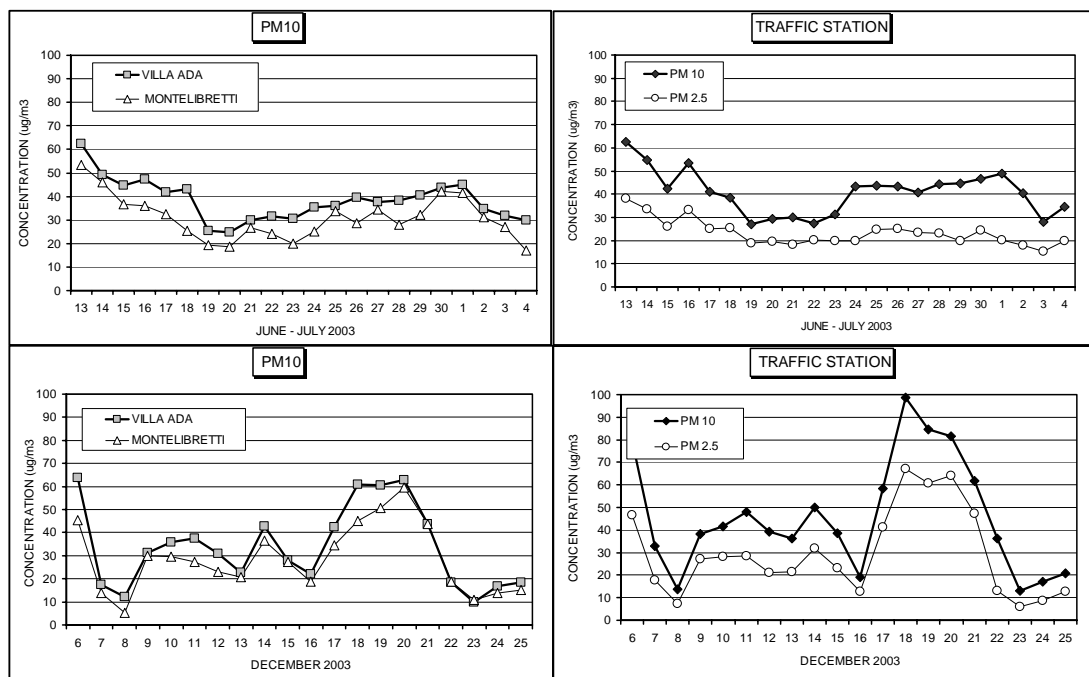 PM10
CONCENTRATION (ug/m3)
100
90
80
70
60
50
40
30
20
10
0
VILLA ADA
MONTELIBRETTI
13 14 15 16 17 18 19 20 21 22 23 24 25 26 27 28 29 30 1 2 3 4
JUNE - JULY 2003
TRAFFIC STATION
CONCENTRATION (ug/m3)
100
90
80
70
60
50
40
30
20
10
0
PM 10
PM 2.5
13 14 15 16 17 18 19 20 21 22 23 24 25 26 27 28 29 30 1 2 3 4
JUNE - JULY 2003
PM10
CONCENTRATION (ug/m3)
100
90
80
70
60
50
40
30
20
10
0
VILLA ADA
MONTELIBRETTI
6 7 8 9 10 11 12 13 14 15 16 17 18 19 20 21 22 23 24 25
DECEMBER 2003
TRAFFIC STATION
CONCENTRATION (ug/m3)
100
90
80
70
60
50
40
30
20
10
0
PM 10
PM 2.5
6 7 8 9 10 11 12 13 14 15 16 17 18 19 20 21 22 23 24 25
DECEMBER 2003